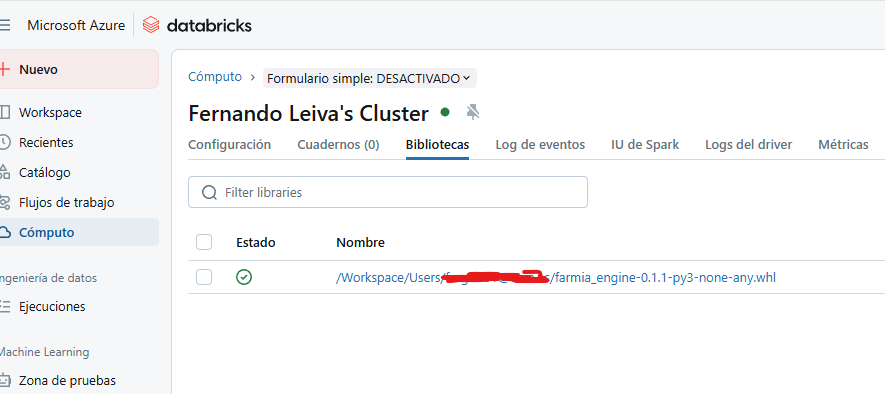 Microsoft Azure databricks
Nuevo
Workspace
Recientes
Catálogo
Flujos de trabajo
Cómputo
Ingeniería de datos
Ejecuciones
Machine Learning
Zona de pruebas
Cómputo > Formulario simple: DESACTIVADO
Fernando Leiva's Cluster
Configuración Cuadernos (0) Bibliotecas Log de eventos IU de Spark Logs del driver Métricas
Filter libraries
Estado Nombre
/Workspace/Users/ /farmia_engine-0.1.1-py3-none-any.whl